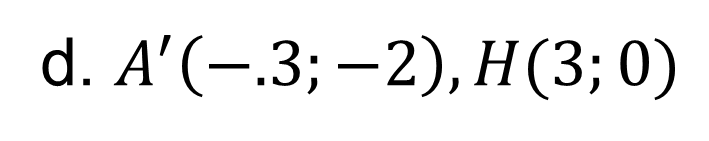 d. A′(−.3; −2), H(3; 0)